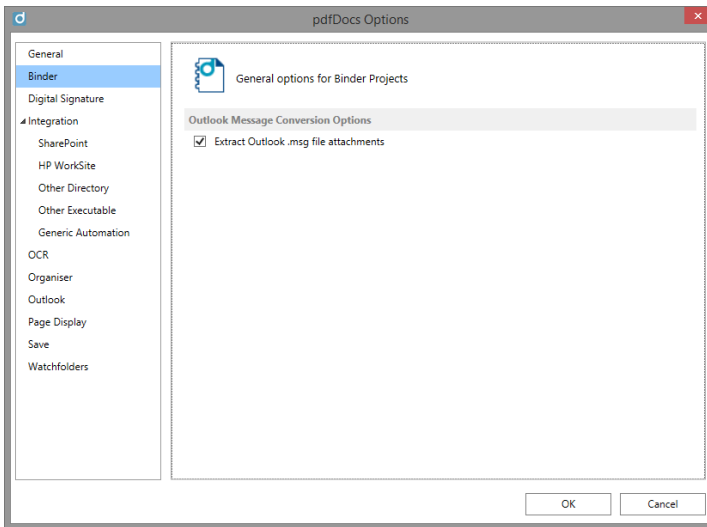 pdfDocs Options
General
Binder
Digital Signature
Integration
SharePoint
HP WorkSite
Other Directory
Other Executable
Generic Automation
OCR
Organiser
Outlook
Page Display
Save
Watchfolders
General options for Binder Projects
Outlook Message Conversion Options
Extract Outlook .msg file attachments
OK
Cancel